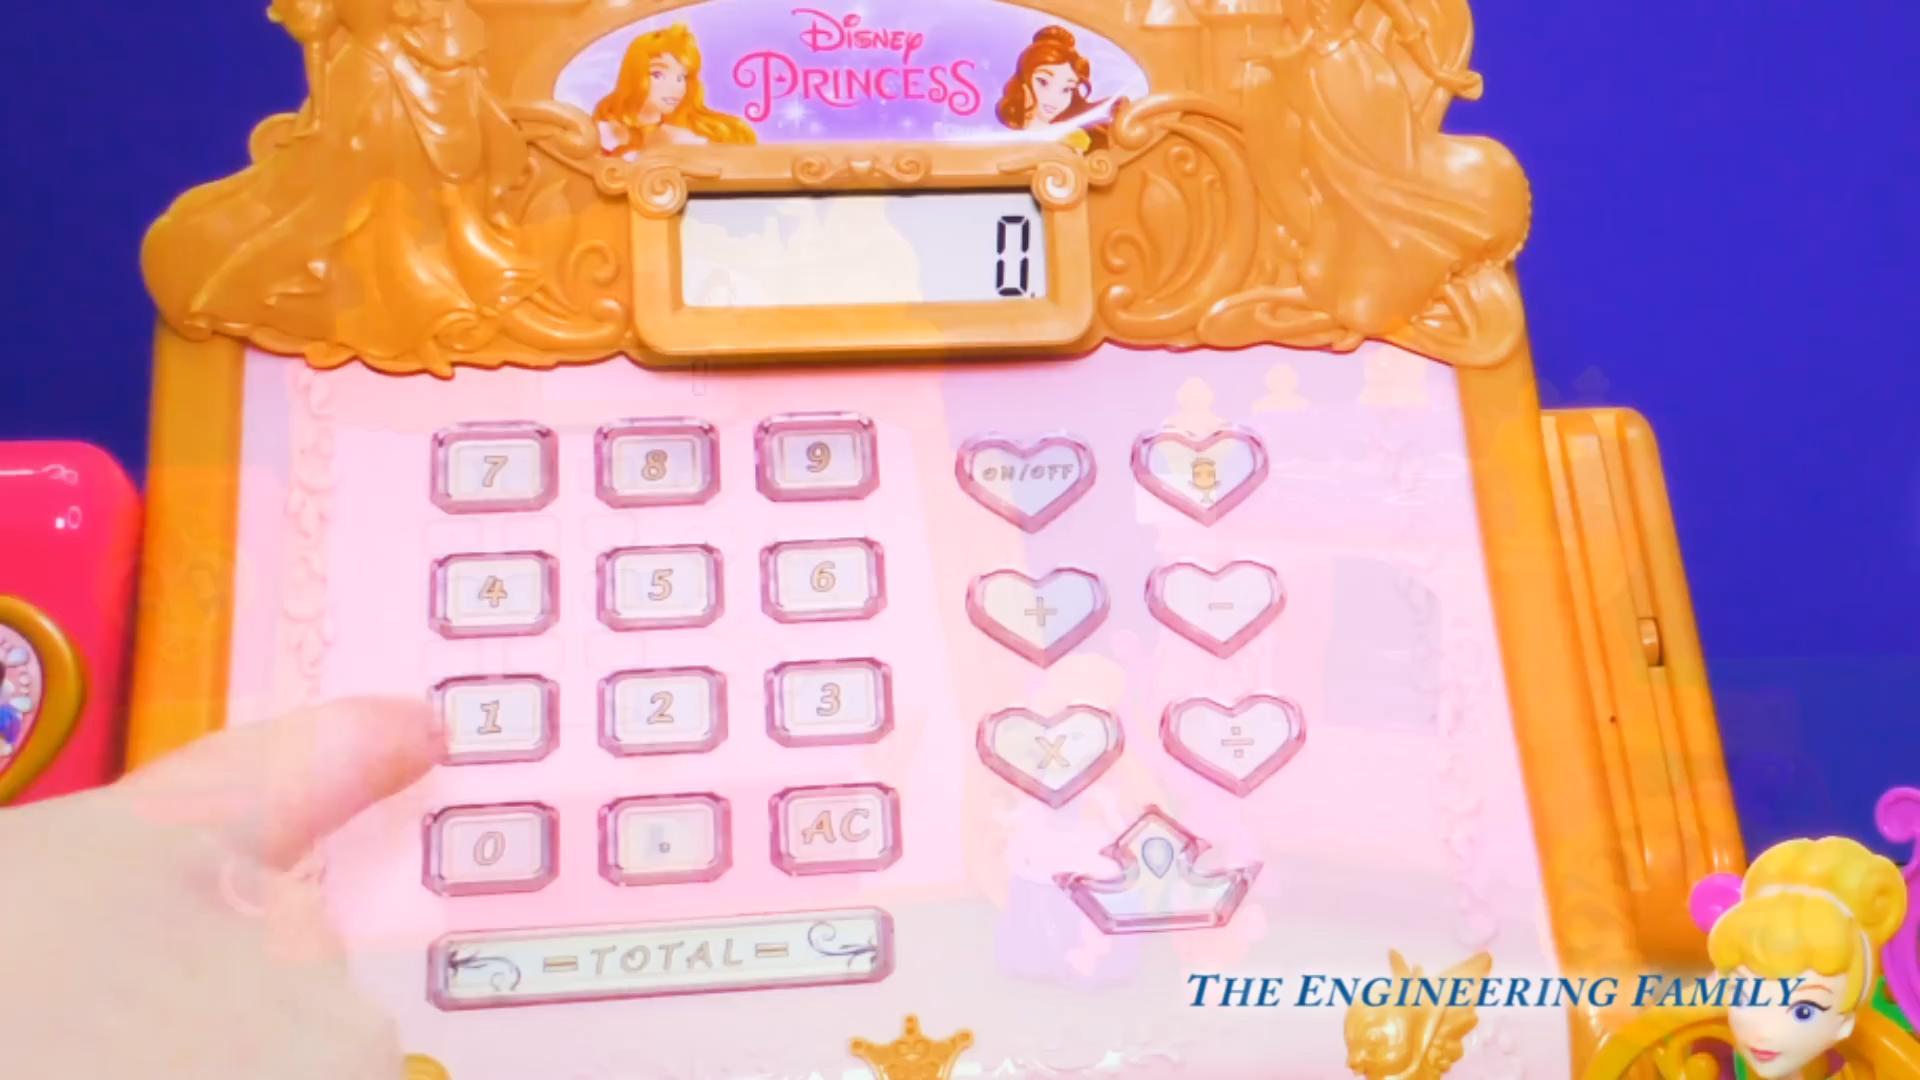 Disney
PRINCESS
0.
7 8 9 ON/OFF
4 5 6 + -
1 2 3 X ÷
0 . AC
=TOTAL=
THE ENGINEERING FAMILY